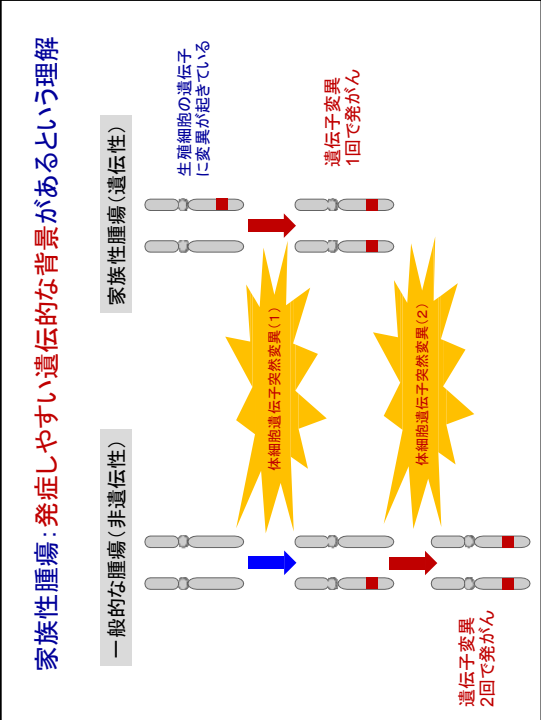 家族性腫瘍：発症しやすい遺伝的な背景があるという理解
一般的な腫瘍（非遺伝性）
家族性腫瘍（遺伝性）
生殖細胞の遺伝子
に変異が起きている
体細胞遺伝子突然変異（1）
遺伝子変異
1回で発がん
体細胞遺伝子突然変異（2）
遺伝子変異
2回で発がん